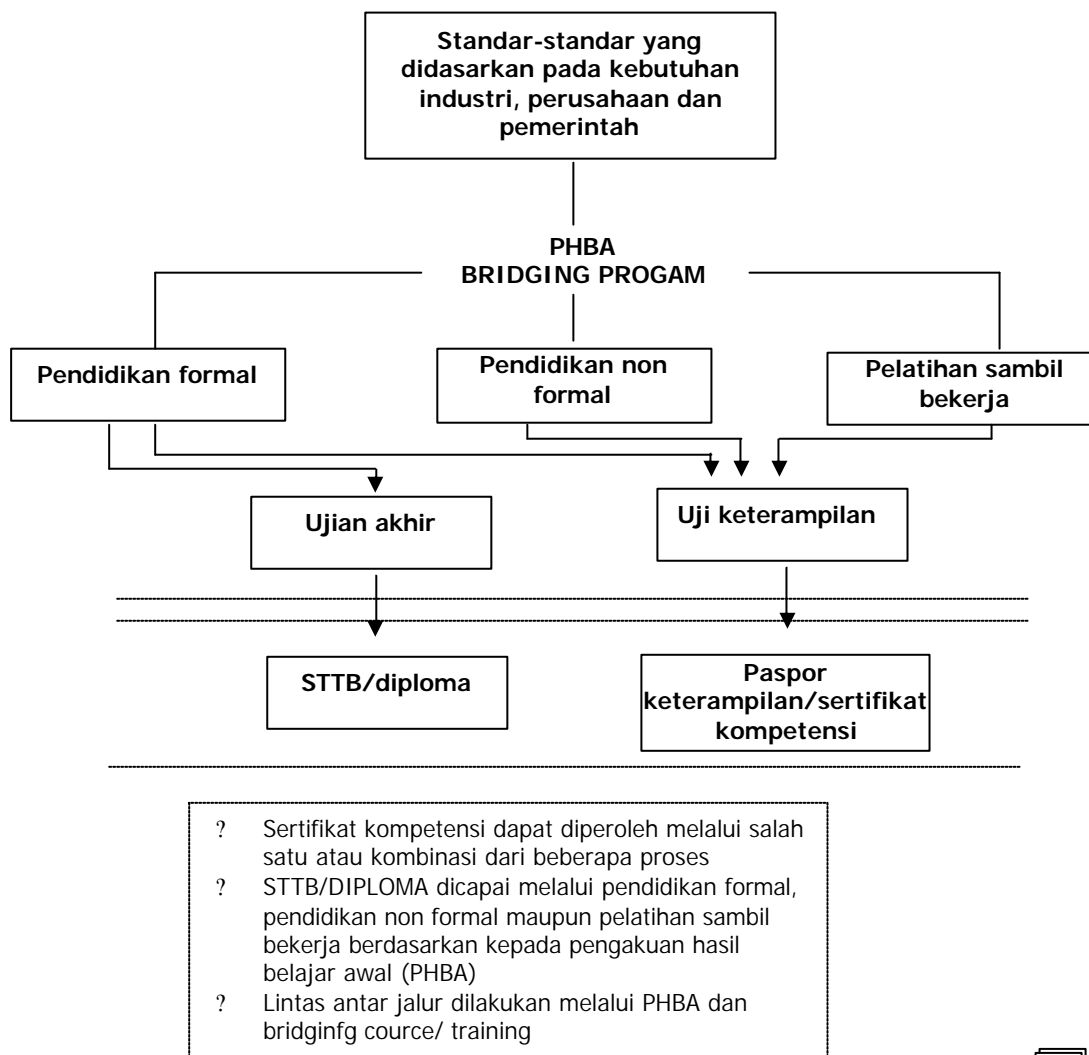 Standar-standar yang
didasarkan pada kebutuhan
industri, perusahaan dan
pemerintah
PHBA
BRIDGING PROGAM
Pendidikan formal
Pendidikan non
formal
Pelatihan sambil
bekerja
Ujian akhir
Uji keterampilan
STTB/diploma
Paspor
keterampilan/sertifikat
kompetensi
? Sertifikat kompetensi dapat diperoleh melalui salah
satu atau kombinasi dari beberapa proses
? STTB/DIPLOMA dicapai melalui pendidikan formal,
pendidikan non formal maupun pelatihan sambil
bekerja berdasarkan kepada pengakuan hasil
belajar awal (PHBA)
? Lintas antar jalur dilakukan melalui PHBA dan
bridginfg cource/ training